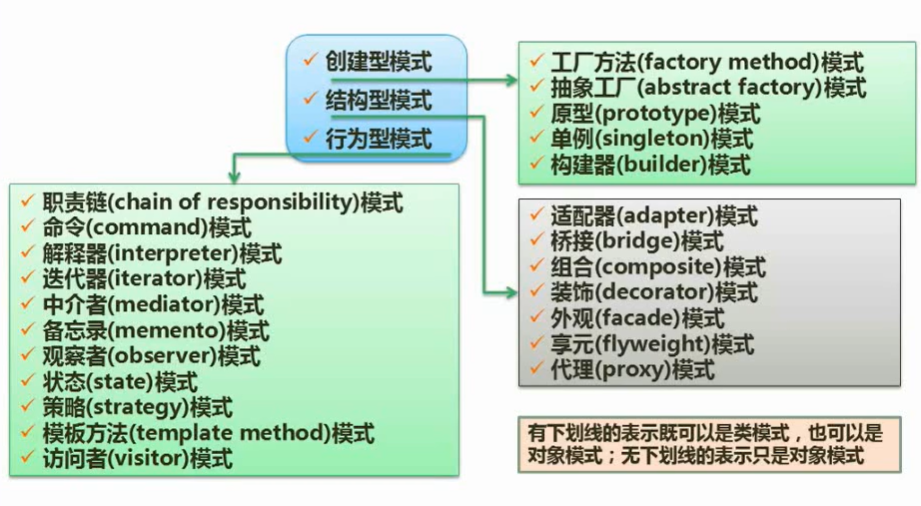 创建型模式
结构型模式
行为型模式
工厂方法(factory method)模式
抽象工厂(abstract factory)模式
原型(prototype)模式
单例(singleton)模式
构建器(builder)模式
职责链(chain of responsibility)模式
命令(command)模式
解释器(interpreter)模式
迭代器(iterator)模式
中介者(mediator)模式
备忘录(memento)模式
观察者(observer)模式
状态(state)模式
策略(strategy)模式
模板方法(template method)模式
访问者(visitor)模式
适配器(adapter)模式
桥接(bridge)模式
组合(composite)模式
装饰(decorator)模式
外观(facade)模式
享元(flyweight)模式
代理(proxy)模式
有下划线的表示既可以是类模式，也可以是
对象模式；无下划线的表示只是对象模式